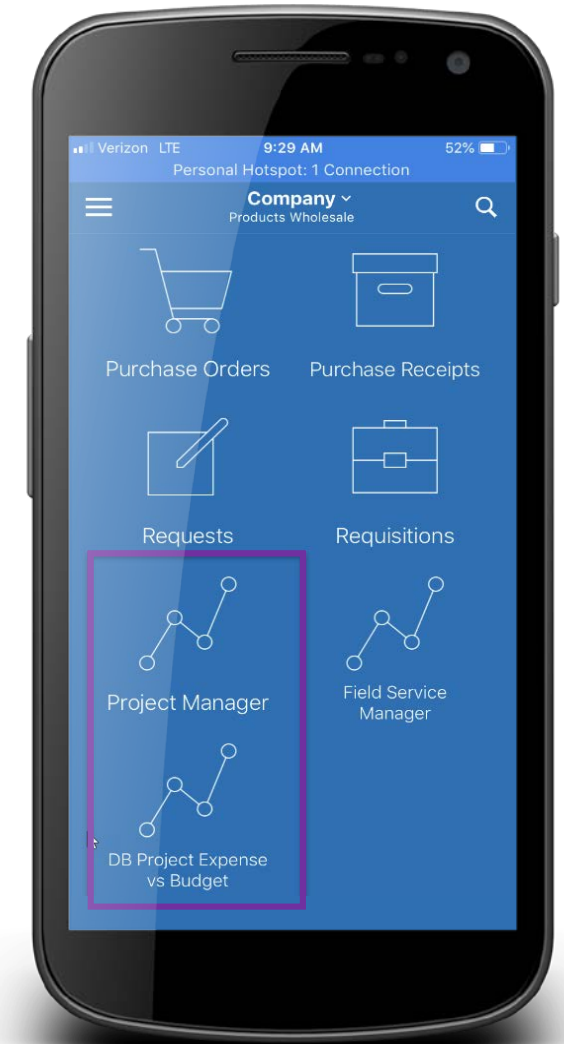 Verizon LTE 9:29 AM 52%
Personal Hotspot: 1 Connection
Company
Products Wholesale
Purchase Orders Purchase Receipts
Requests Requisitions
Project Manager
Field Service
Manager
DB Project Expense
vs Budget